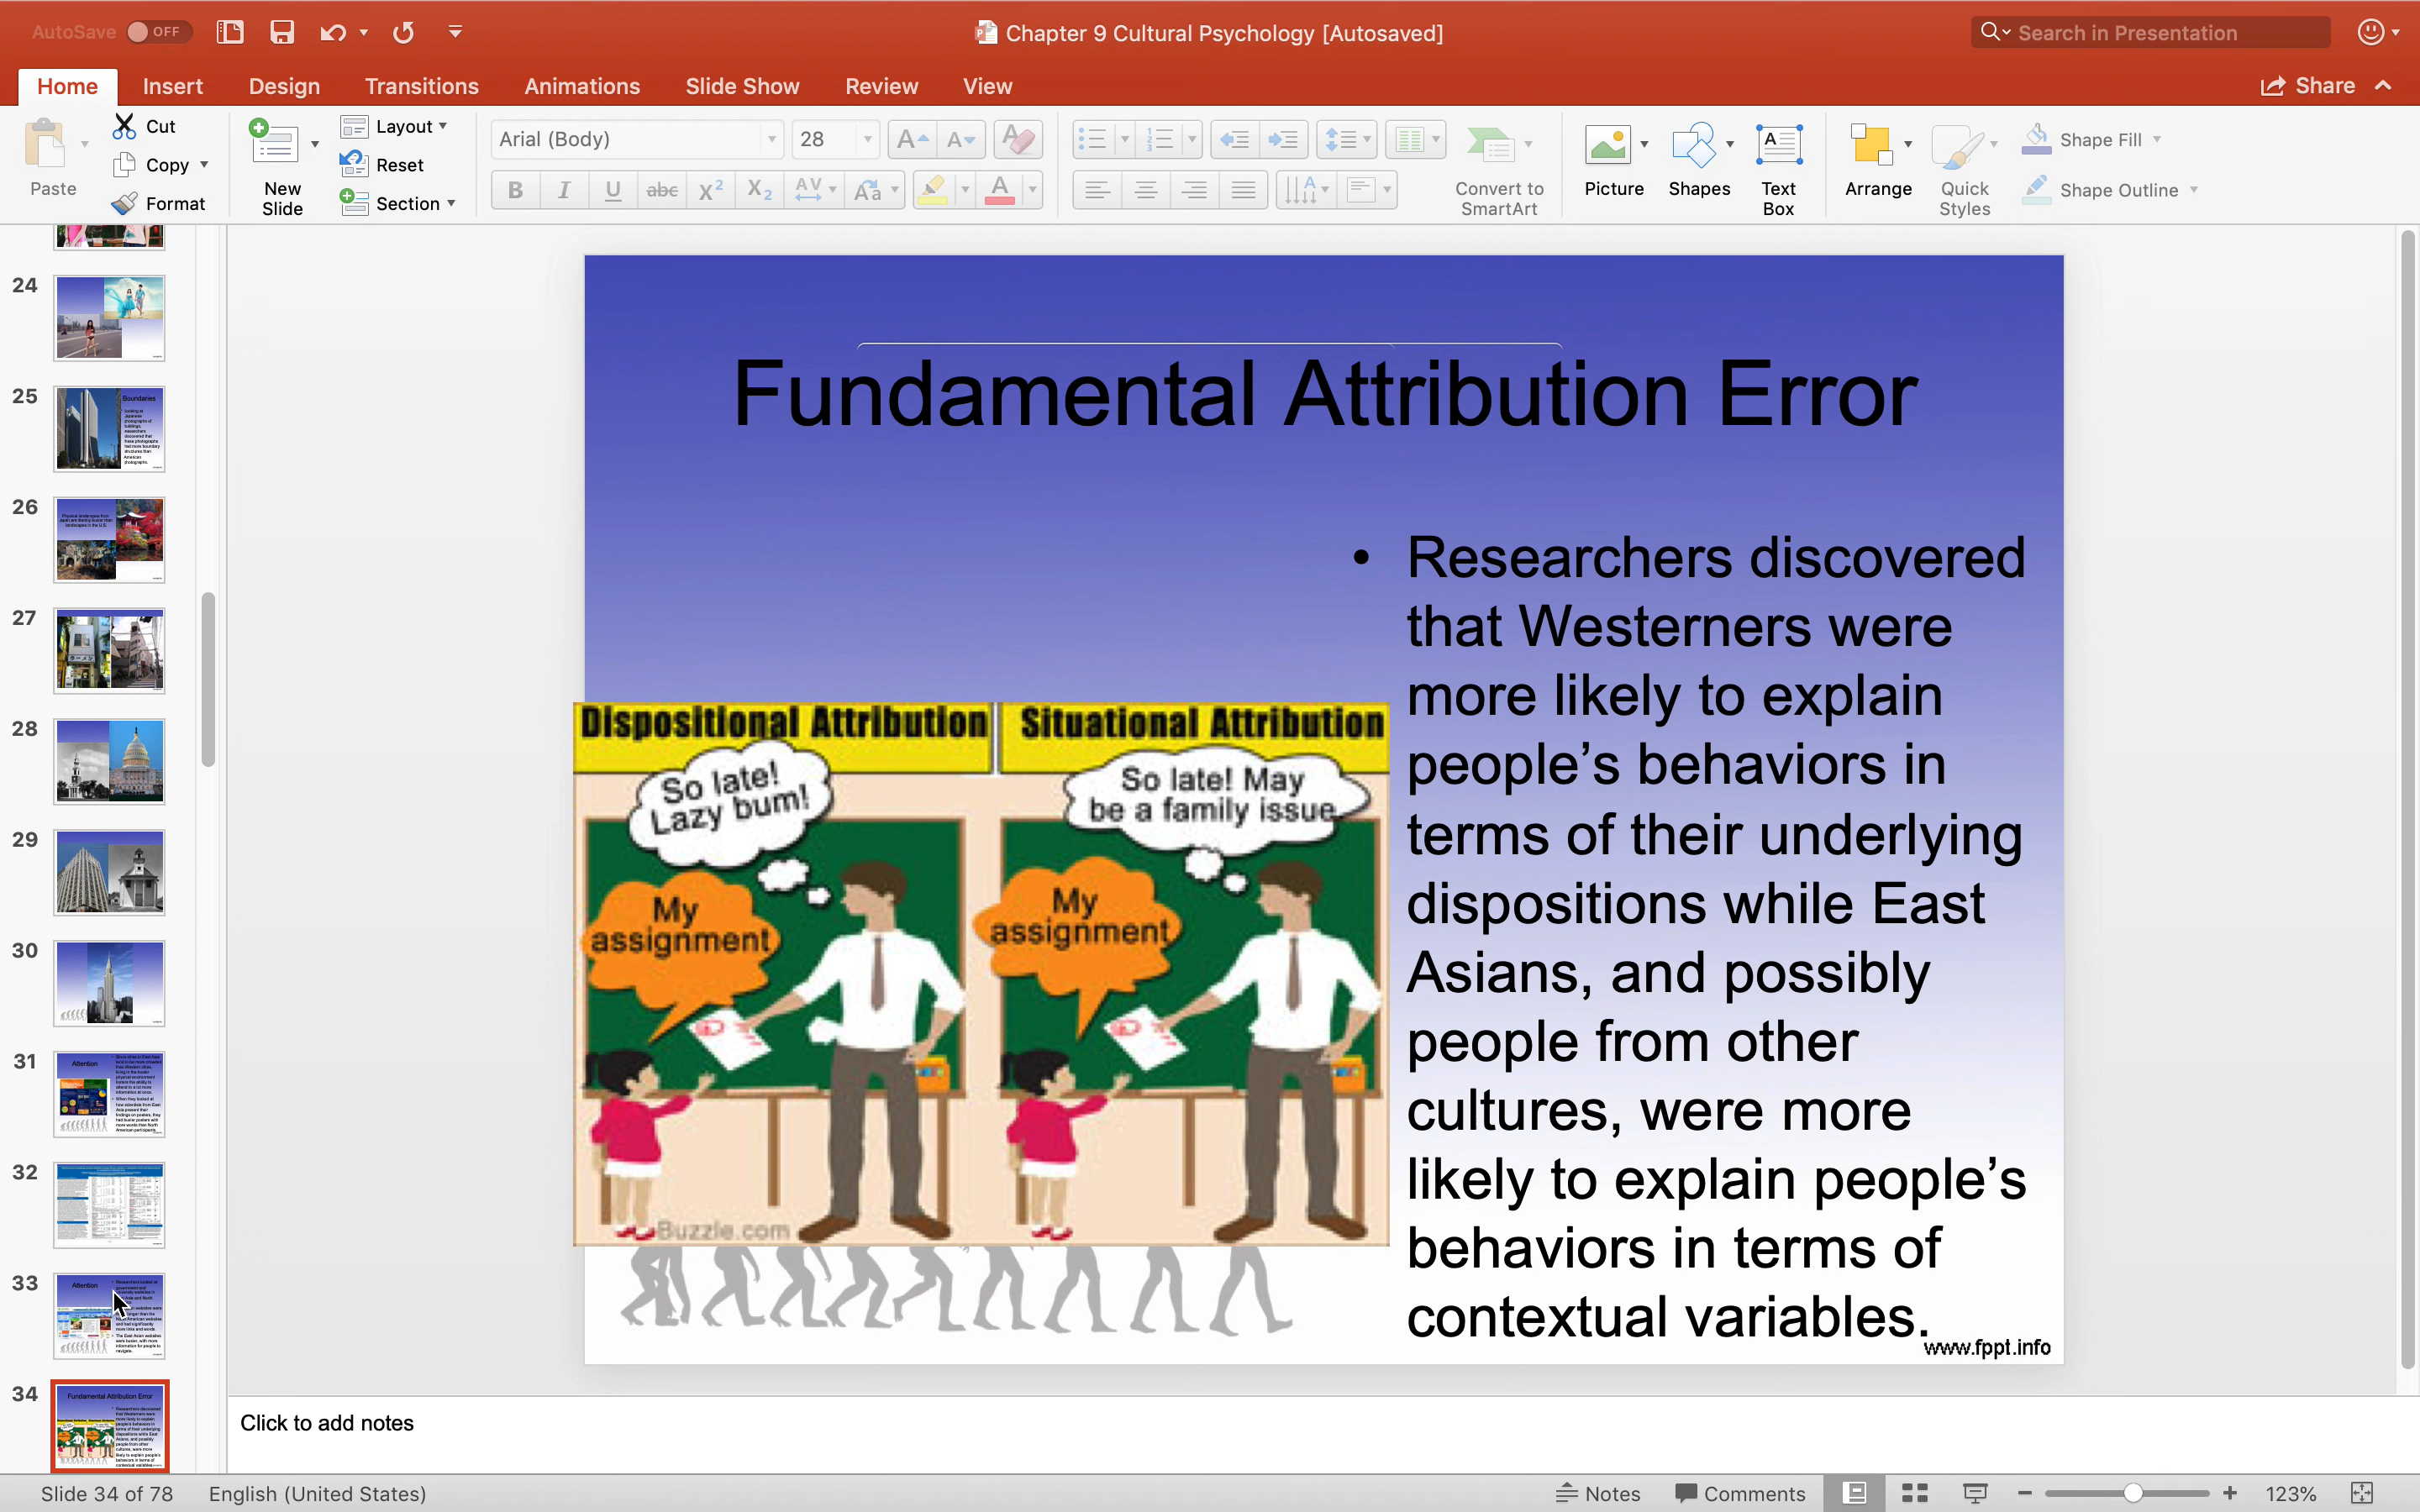 AutoSave OFF
Chapter 9 Cultural Psychology [Autosaved]
Search in Presentation
Home Insert Design Transitions Animations Slide Show Review View
Share
Paste
Cut
Copy
Format
New
Slide
Layout
Reset
Section
Arial (Body) 28
Convert to
SmartArt
Picture
Shapes
Text
Box
Arrange
Quick
Styles
Shape Fill
Shape Outline
24
25
Boundaries
26
27
28
29
30
31
Attention
32
33
Attention
34
Fundamental Attribution Error
Fundamental Attribution Error
• Researchers discovered
that Westerners were
more likely to explain
people’s behaviors in
terms of their underlying
dispositions while East
Asians, and possibly
people from other
cultures, were more
likely to explain people’s
behaviors in terms of
contextual variables.
Dispositional Attribution
So late!
Lazy bum!
My
assignment
Situational Attribution
So late! May
be a family issue
My
assignment
Buzzle.com
www.fppt.info
Click to add notes
Slide 34 of 78 English (United States)
Notes Comments 123%